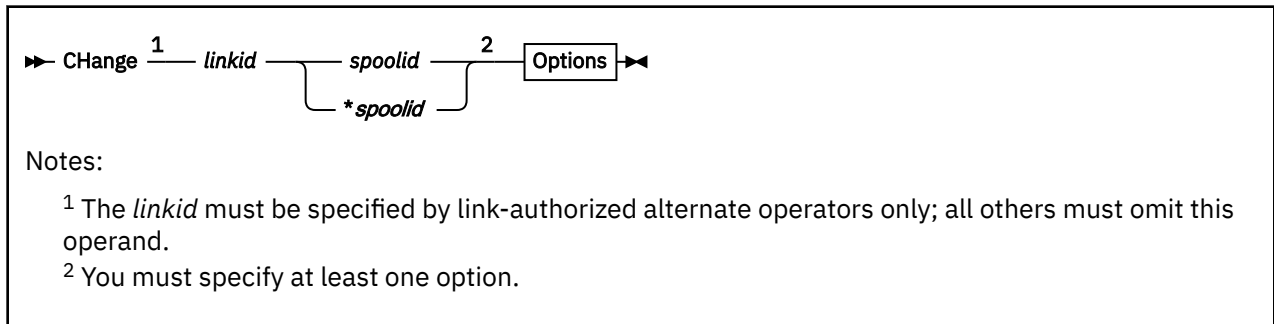 CHange 1 linkid spoolid 2 Options
*spoolid
Notes:
1 The linkid must be specified by link-authorized alternate operators only; all others must omit this
operand.
2 You must specify at least one option.